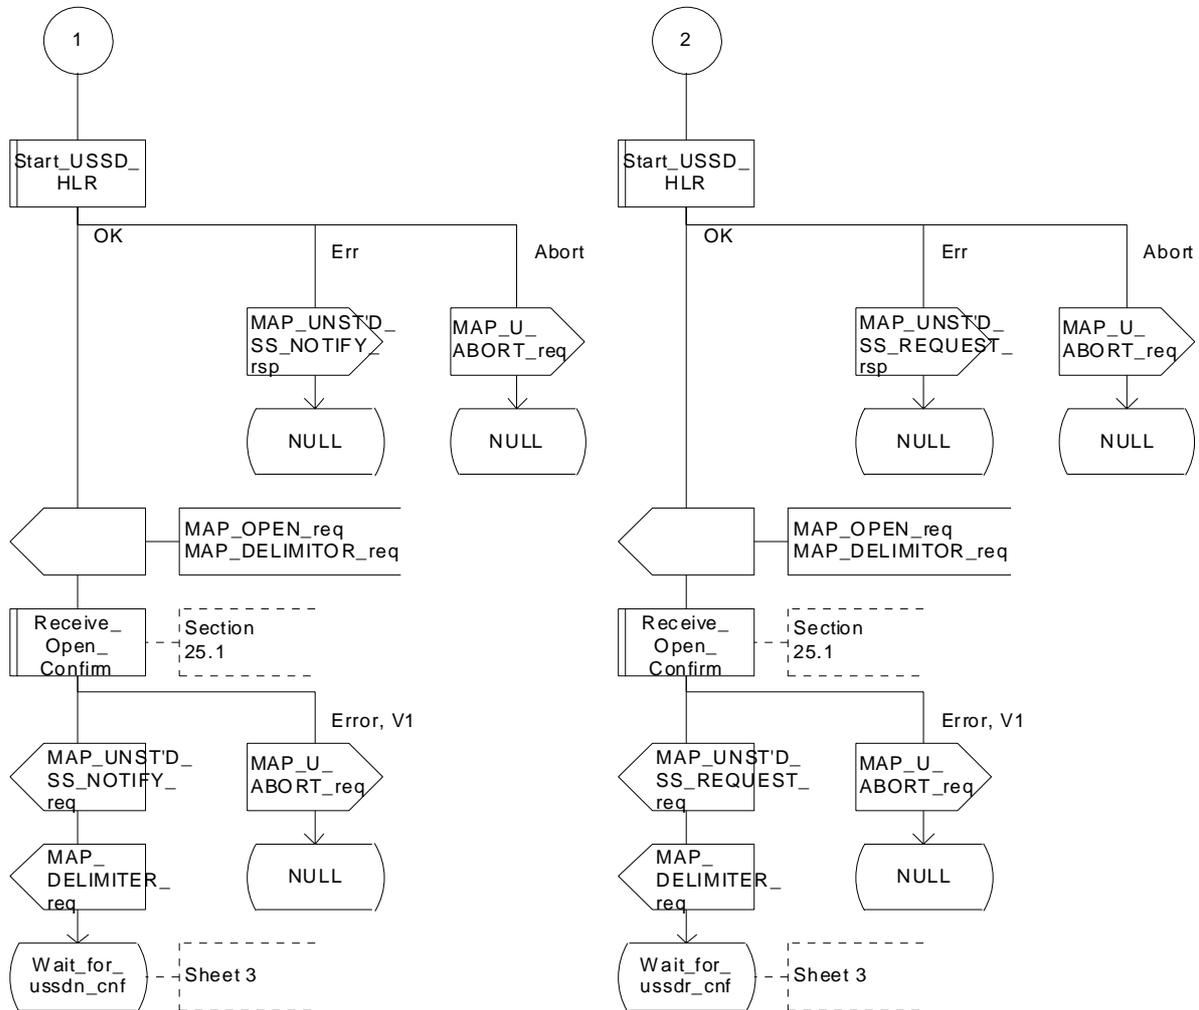 1
Start_USSD_
HLR
OK
Err
Abort
MAP_UNST'D_
SS_NOTIFY_
rsp
MAP_U_
ABORT_req
NULL
NULL
MAP_OPEN_req
MAP_DELIMITOR_req
Receive_
Open_
Confirm
Section
25.1
Error, V1
MAP_UNST'D_
SS_NOTIFY_
req
MAP_U_
ABORT_req
MAP_
DELIMITER_
req
NULL
Wait_for_
ussdn_cnf
Sheet 3
2
Start_USSD_
HLR
OK
Err
Abort
MAP_UNST'D_
SS_REQUEST_
rsp
MAP_U_
ABORT_req
NULL
NULL
MAP_OPEN_req
MAP_DELIMITOR_req
Receive_
Open_
Confirm
Section
25.1
Error, V1
MAP_UNST'D_
SS_REQUEST_
req
MAP_U_
ABORT_req
MAP_
DELIMITER_
req
NULL
Wait_for_
ussdr_cnf
Sheet 3